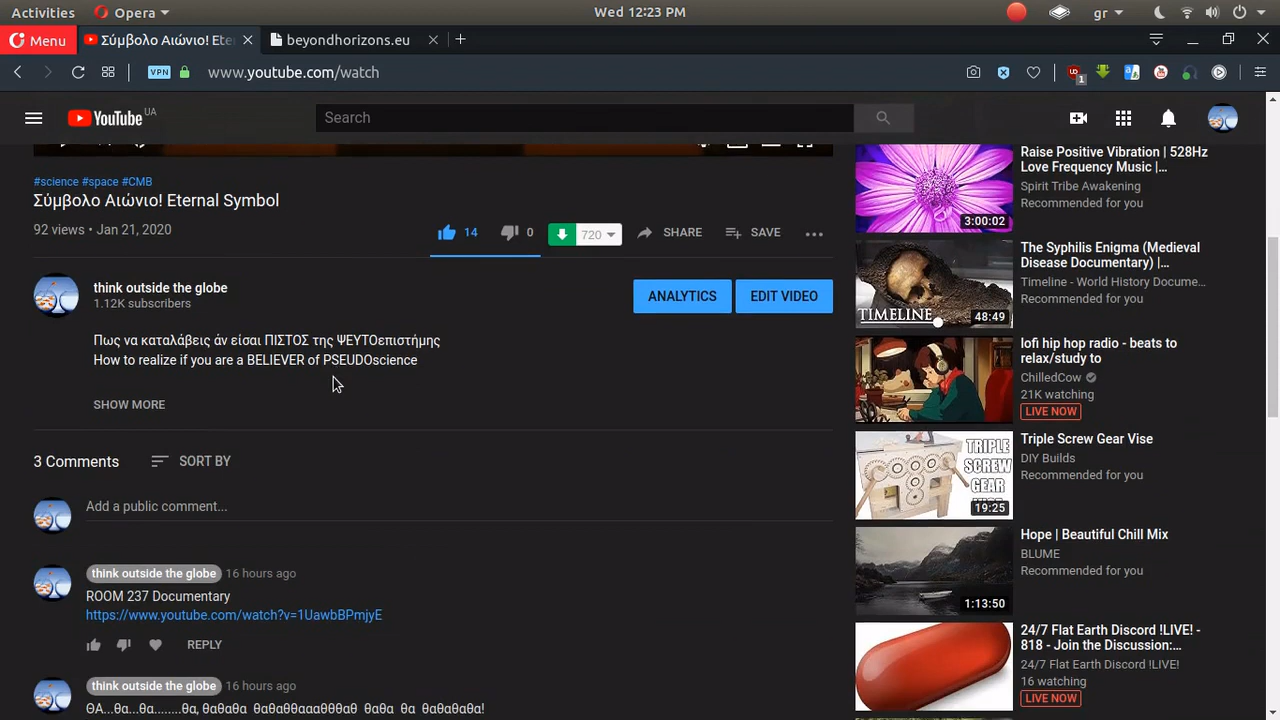 Activities
Opera
Wed 12:23 PM
gr
Menu
Σύμβολο Αιώνιο! Ete
beyondhorizons.eu
VPN
www.youtube.com/watch
1
YouTube UA
Search
#science #space #CMB
Σύμβολο Αιώνιο! Eternal Symbol
92 views • Jan 21, 2020
14
0
720
SHARE
SAVE
think outside the globe
1.12K subscribers
ANALYTICS
EDIT VIDEO
Πως να καταλάβεις άν είσαι ΠΙΣΤΟΣ της ΨΕΥΤΟεπιστήμης
How to realize if you are a BELIEVER of PSEUDOscience
SHOW MORE
3 Comments
SORT BY
Add a public comment...
think outside the globe 16 hours ago
ROOM 237 Documentary
https://www.youtube.com/watch?v=1UawbBPmjyE
REPLY
think outside the globe 16 hours ago
Raise Positive Vibration | 528Hz
Love Frequency Music |...
Spirit Tribe Awakening
Recommended for you
3:00:02
The Syphilis Enigma (Medieval
Disease Documentary) |...
Timeline - World History Docume...
Recommended for you
TIMELINE
48:49
lofi hip hop radio - beats to
relax/study to
ChilledCow
21K watching
LIVE NOW
Triple Screw Gear Vise
DIY Builds
Recommended for you
TRIPLE
SCREW
GEAR
19:25
Hope | Beautiful Chill Mix
BLUME
Recommended for you
1:13:50
24/7 Flat Earth Discord !LIVE! -
818 - Join the Discussion:...
24/7 Flat Earth Discord !LIVE!
16 watching
LIVE NOW